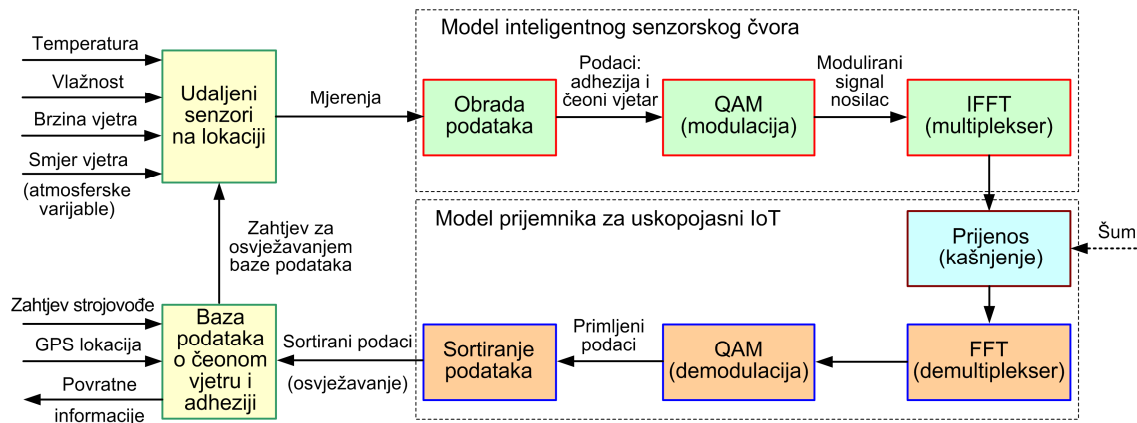 Temperatura
Vlažnost
Brzina vjetra
Smjer vjetra
(atmosferske
varijable)
Udaljeni
senzori
na lokaciji
Mjerenja
Model inteligentnog senzorskog čvora
Obrada
podataka
Podaci:
adhezija i
čeoni vjetar
QAM
(modulacija)
Modulirani
signal
nosilac
IFFT
(multiplekser)
Model prijemnika za uskopojasni IoT
Prijenos
(kašnjenje)
Šum
FFT
(demultiplekser)
QAM
(demodulacija)
Primljeni
podaci
Sortiranje
podataka
Sortirani podaci
(osvježavanje)
Zahtjev za
osvježavanjem
baze podataka
Baza
podataka
o čeonom
vjetru i
adheziji
Zahtjev strojovođe
GPS lokacija
Povratne
informacije